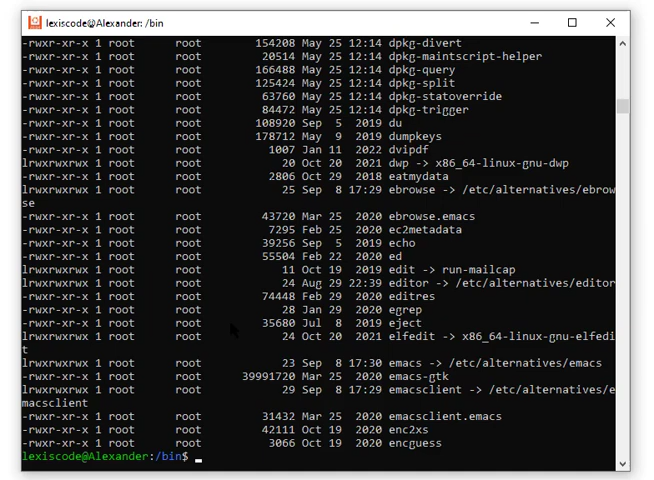 lexiscode@Alexander: /bin
-rwxr-xr-x 1 root root 154208 May 25 12:14 dpkg-divert
-rwxr-xr-x 1 root root 20514 May 25 12:14 dpkg-maintscript-helper
-rwxr-xr-x 1 root root 166488 May 25 12:14 dpkg-query
-rwxr-xr-x 1 root root 125424 May 25 12:14 dpkg-split
-rwxr-xr-x 1 root root 63760 May 25 12:14 dpkg-statoverride
-rwxr-xr-x 1 root root 84472 May 25 12:14 dpkg-trigger
-rwxr-xr-x 1 root root 108920 Sep 5 2019 du
-rwxr-xr-x 1 root root 178712 May 9 2019 dumpkeys
-rwxr-xr-x 1 root root 1007 Jan 11 2022 dvipdf
lrwxrwxrwx 1 root root 20 Oct 20 2021 dwp -> x86_64-linux-gnu-dwp
-rwxr-xr-x 1 root root 2806 Oct 29 2018 eatmydata
lrwxrwxrwx 1 root root 25 Sep 8 17:29 ebrowse -> /etc/alternatives/ebrow
se
-rwxr-xr-x 1 root root 43720 Mar 25 2020 ebrowse.emacs
-rwxr-xr-x 1 root root 7295 Feb 25 2020 ec2metadata
-rwxr-xr-x 1 root root 39256 Sep 5 2019 echo
-rwxr-xr-x 1 root root 55504 Feb 22 2020 ed
lrwxrwxrwx 1 root root 11 Oct 19 2019 edit -> run-mailcap
lrwxrwxrwx 1 root root 24 Aug 29 22:39 editor -> /etc/alternatives/editor
-rwxr-xr-x 1 root root 74448 Feb 29 2020 editres
-rwxr-xr-x 1 root root 28 Jan 29 2020 egrep
-rwxr-xr-x 1 root root 35680 Jul 8 2019 eject
lrwxrwxrwx 1 root root 24 Oct 20 2021 elfedit -> x86_64-linux-gnu-elfedi
t
lrwxrwxrwx 1 root root 23 Sep 8 17:30 emacs -> /etc/alternatives/emacs
-rwxr-xr-x 1 root root 39991720 Mar 25 2020 emacs-gtk
lrwxrwxrwx 1 root root 29 Sep 8 17:29 emacsclient -> /etc/alternatives/e
macsclient
-rwxr-xr-x 1 root root 31432 Mar 25 2020 emacsclient.emacs
-rwxr-xr-x 1 root root 42111 Oct 19 2020 enc2xs
-rwxr-xr-x 1 root root 3066 Oct 19 2020 encguess
lexiscode@Alexander:/bin$